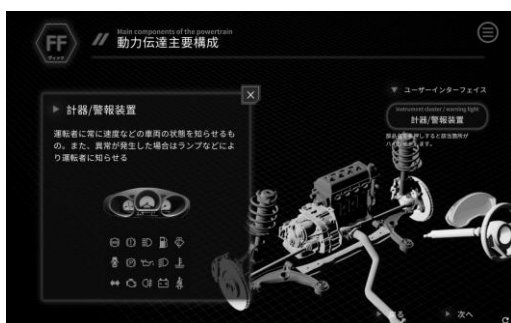 FF
Main components of the powertrain
動力伝達主要構成
計器/警報装置
運転者に常に速度などの車両の状態を知らせるも
の。また、異常が発生した場合はランプなどによ
り運転者に知らせる
ユーザーインターフェイス
instrument cluster / warning light
計器/警報装置
次へ